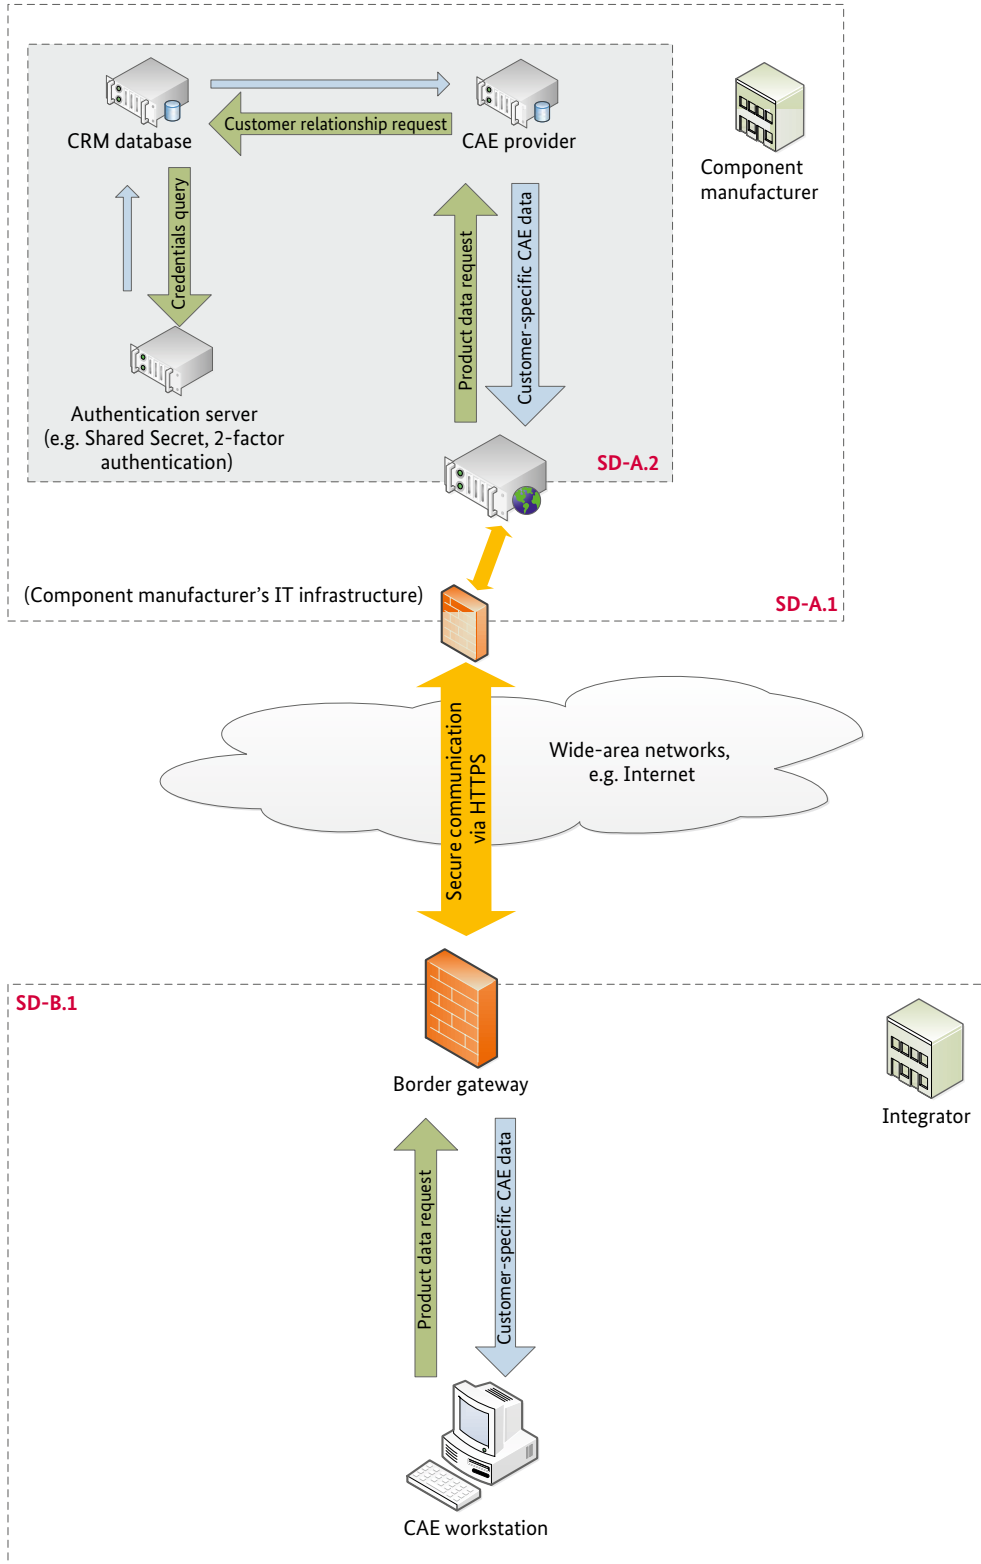 CRM database
Customer relationship request
CAE provider
Component
manufacturer
Credentials query
Product data request
Customer-specific CAE data
Authentication server
(e.g. Shared Secret, 2-factor
authentication)
SD-A.2
(Component manufacturer’s IT infrastructure)
SD-A.1
Secure communication
via HTTPS
Wide-area networks,
e.g. Internet
SD-B.1
Border gateway
Integrator
Product data request
Customer-specific CAE data
CAE workstation